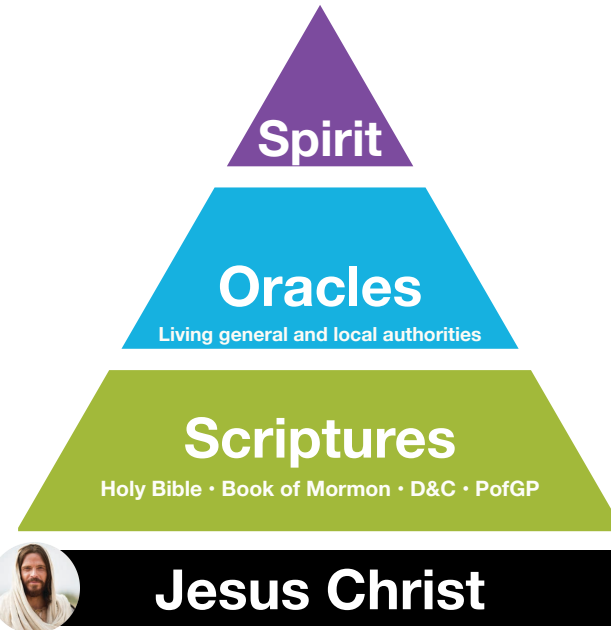 Spirit
Oracles
Living general and local authorities
Scriptures
Holy Bible • Book of Mormon • D&C • PofGP
Jesus Christ